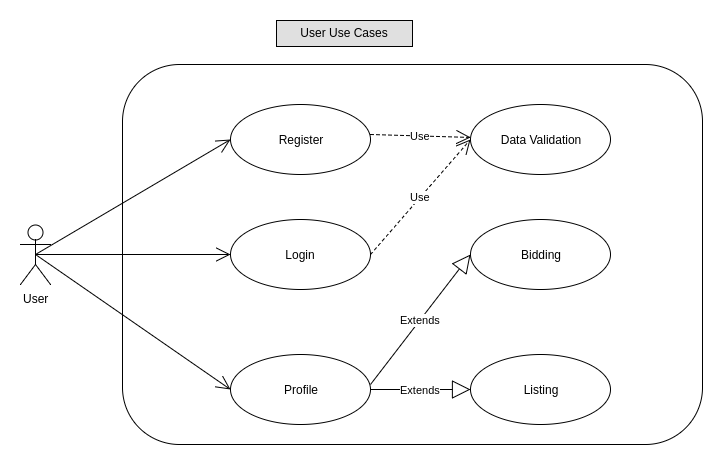 User Use Cases
Register
Use
Data Validation
Use
User
Login
Bidding
Extends
Profile
Extends
Listing